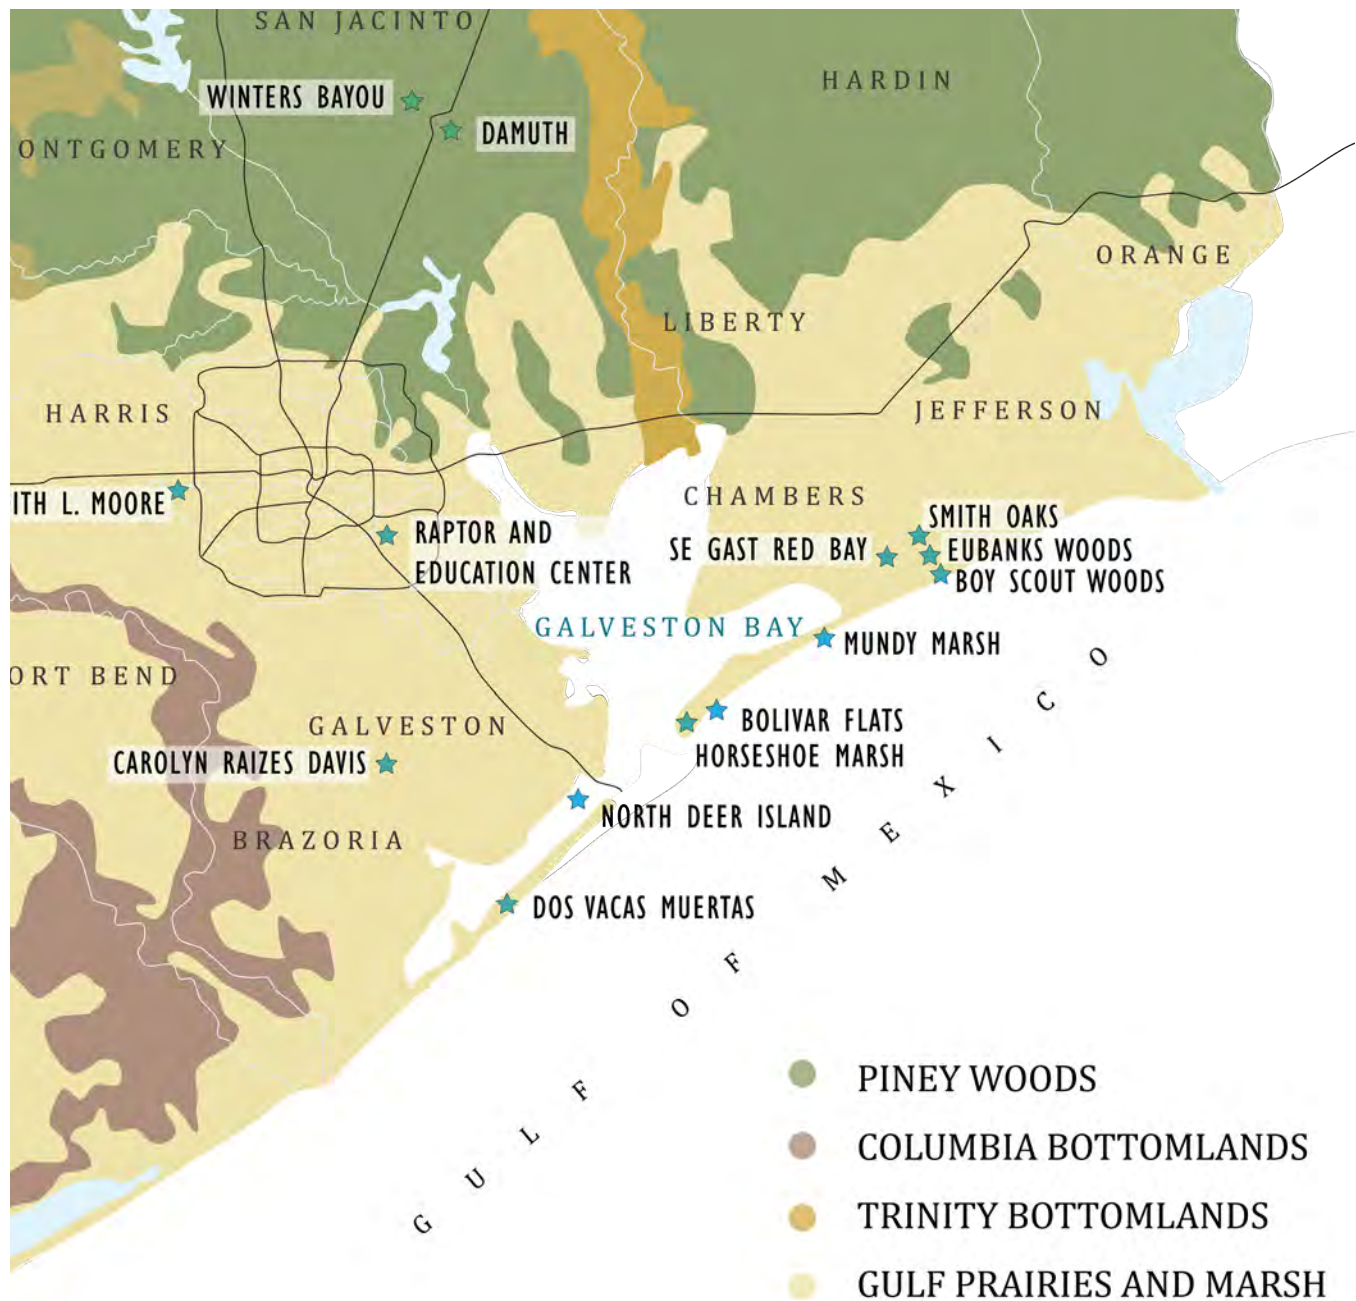 SAN JACINTO
HARDIN
WINTERS BAYOU
DAMUTH
ONTGOMERY
ORANGE
LIBERTY
HARRIS
JEFFERSON
CHAMBERS
ITH L. MOORE
SMITH OAKS
RAPTOR AND
EDUCATION CENTER
SE GAST RED BAY
EUBANKS WOODS
BOY SCOUT WOODS
GALVESTON BAY
MUNDY MARSH
ORT BEND
GALVESTON
BOLIVAR FLATS
HORSESHOE MARSH
CAROLYN RAIZES DAVIS
NORTH DEER ISLAND
BRAZORIA
DOS VACAS MUERTAS
GULF OF MEXICO
PINEY WOODS
COLUMBIA BOTTOMLANDS
TRINITY BOTTOMLANDS
GULF PRAIRIES AND MARSH